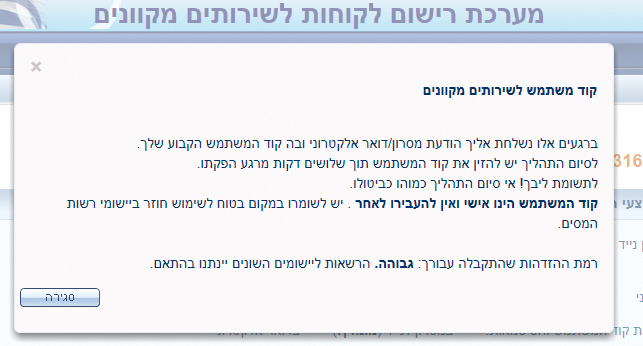 מערכת רישום לקוחות לשירותים מקוונים
×
קוד משתמש לשירותים מקוונים
ברגעים אלו נשלחת אליך הודעת מסרון/דואר אלקטרוני ובה קוד המשתמש הקבוע שלך.
לסיום התהליך יש להזין את קוד המשתמש תוך שלושים דקות מרגע הפקתו.
לתשומת ליבך! אי סיום התהליך כמוהו כביטולו.
קוד המשתמש הינו אישי ואין להעבירו לאחר . יש לשומרו במקום בטוח לשימוש חוזר ביישומי רשות
המסים.
316
נייד
רמת ההזדהות שהתקבלה עבורך: גבוהה. הרשאות ליישומים השונים יינתנו בהתאם.
סגירה